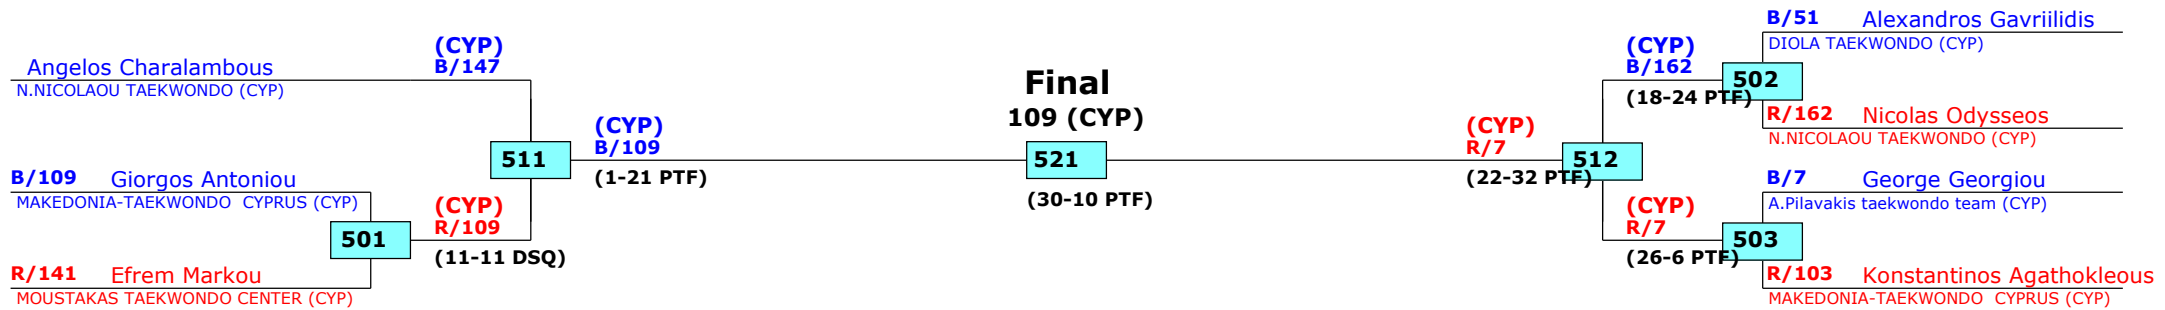 (CYP)
Angelos Charalambous B/147
N.NICOLAOU TAEKWONDO (CYP)
B/109 Giorgos Antoniou
MAKEDONIA-TAEKWONDO  CYPRUS (CYP)
501
R/141 Efrem Markou
MOUSTAKAS TAEKWONDO CENTER (CYP)
(CYP)
R/109
(11-11 DSQ)
511
(CYP)
B/109
(1-21 PTF)
Final
109 (CYP)
521
(30-10 PTF)
(CYP)
R/7
(22-32 PTF)
512
(CYP)
B/162
(18-24 PTF)
502
B/51 Alexandros Gavriilidis
DIOLA TAEKWONDO (CYP)
R/162 Nicolas Odysseos
N.NICOLAOU TAEKWONDO (CYP)
(CYP)
R/7
(26-6 PTF)
503
B/7 George Georgiou
A.Pilavakis taekwondo team (CYP)
R/103 Konstantinos Agathokleous
MAKEDONIA-TAEKWONDO  CYPRUS (CYP)